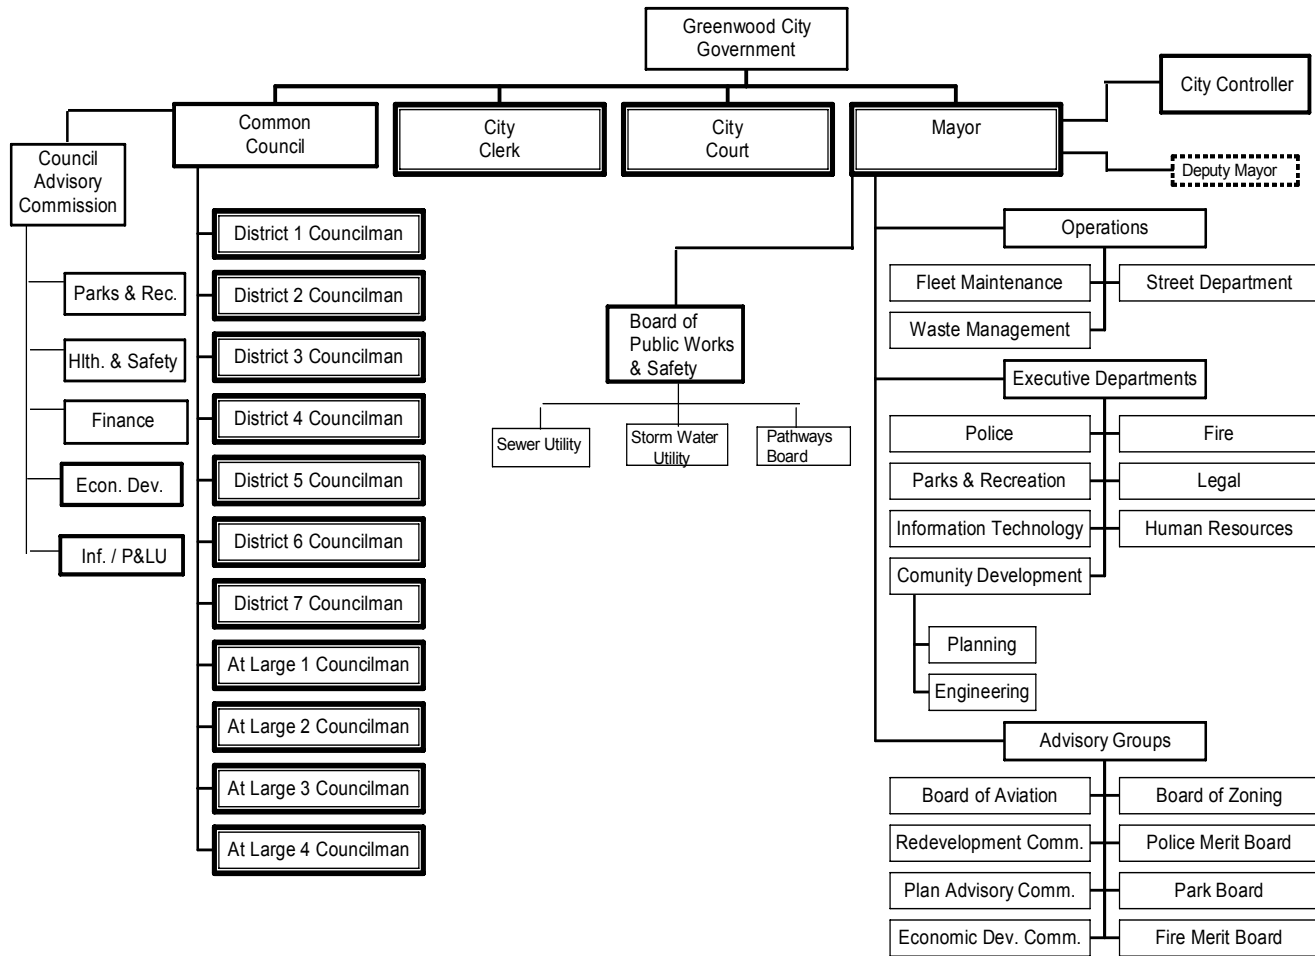 Greenwood City
Government
City Controller
Common
Council
City
Clerk
City
Court
Mayor
Deputy Mayor
Council
Advisory
Commission
Parks & Rec.
Hlth. & Safety
Finance
Econ. Dev.
Inf. / P&LU
District 1 Councilman
District 2 Councilman
District 3 Councilman
District 4 Councilman
District 5 Councilman
District 6 Councilman
District 7 Councilman
At Large 1 Councilman
At Large 2 Councilman
At Large 3 Councilman
At Large 4 Councilman
Board of
Public Works
& Safety
Sewer Utility
Storm Water
Utility
Pathways
Board
Operations
Fleet Maintenance
Street Department
Waste Management
Executive Departments
Police
Fire
Parks & Recreation
Legal
Information Technology
Human Resources
Comunity Development
Planning
Engineering
Advisory Groups
Board of Aviation
Board of Zoning
Redevelopment Comm.
Police Merit Board
Plan Advisory Comm.
Park Board
Economic Dev. Comm.
Fire Merit Board